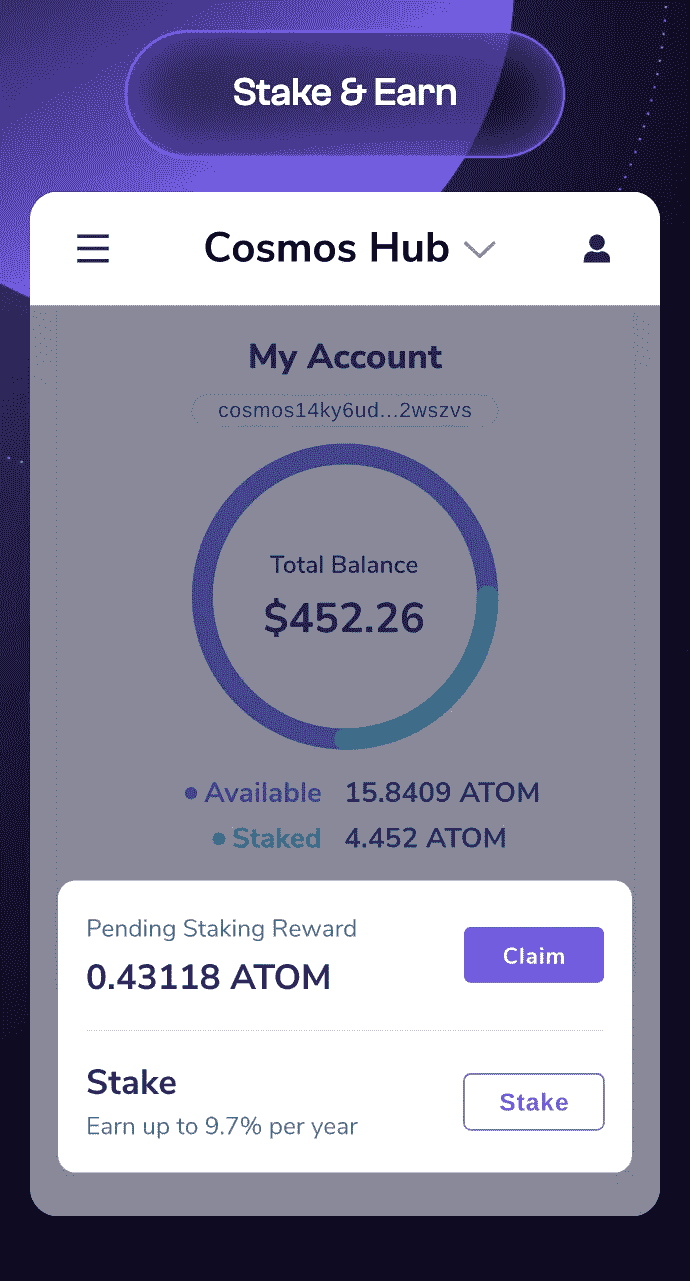 Stake & Earn
Cosmos Hub
My Account
cosmos14ky6ud...2wszvs
Total Balance
$452.26
Available 15.8409 ATOM
Staked 4.452 ATOM
Pending Staking Reward
0.43118 ATOM
Claim
Stake
Earn up to 9.7% per year
Stake